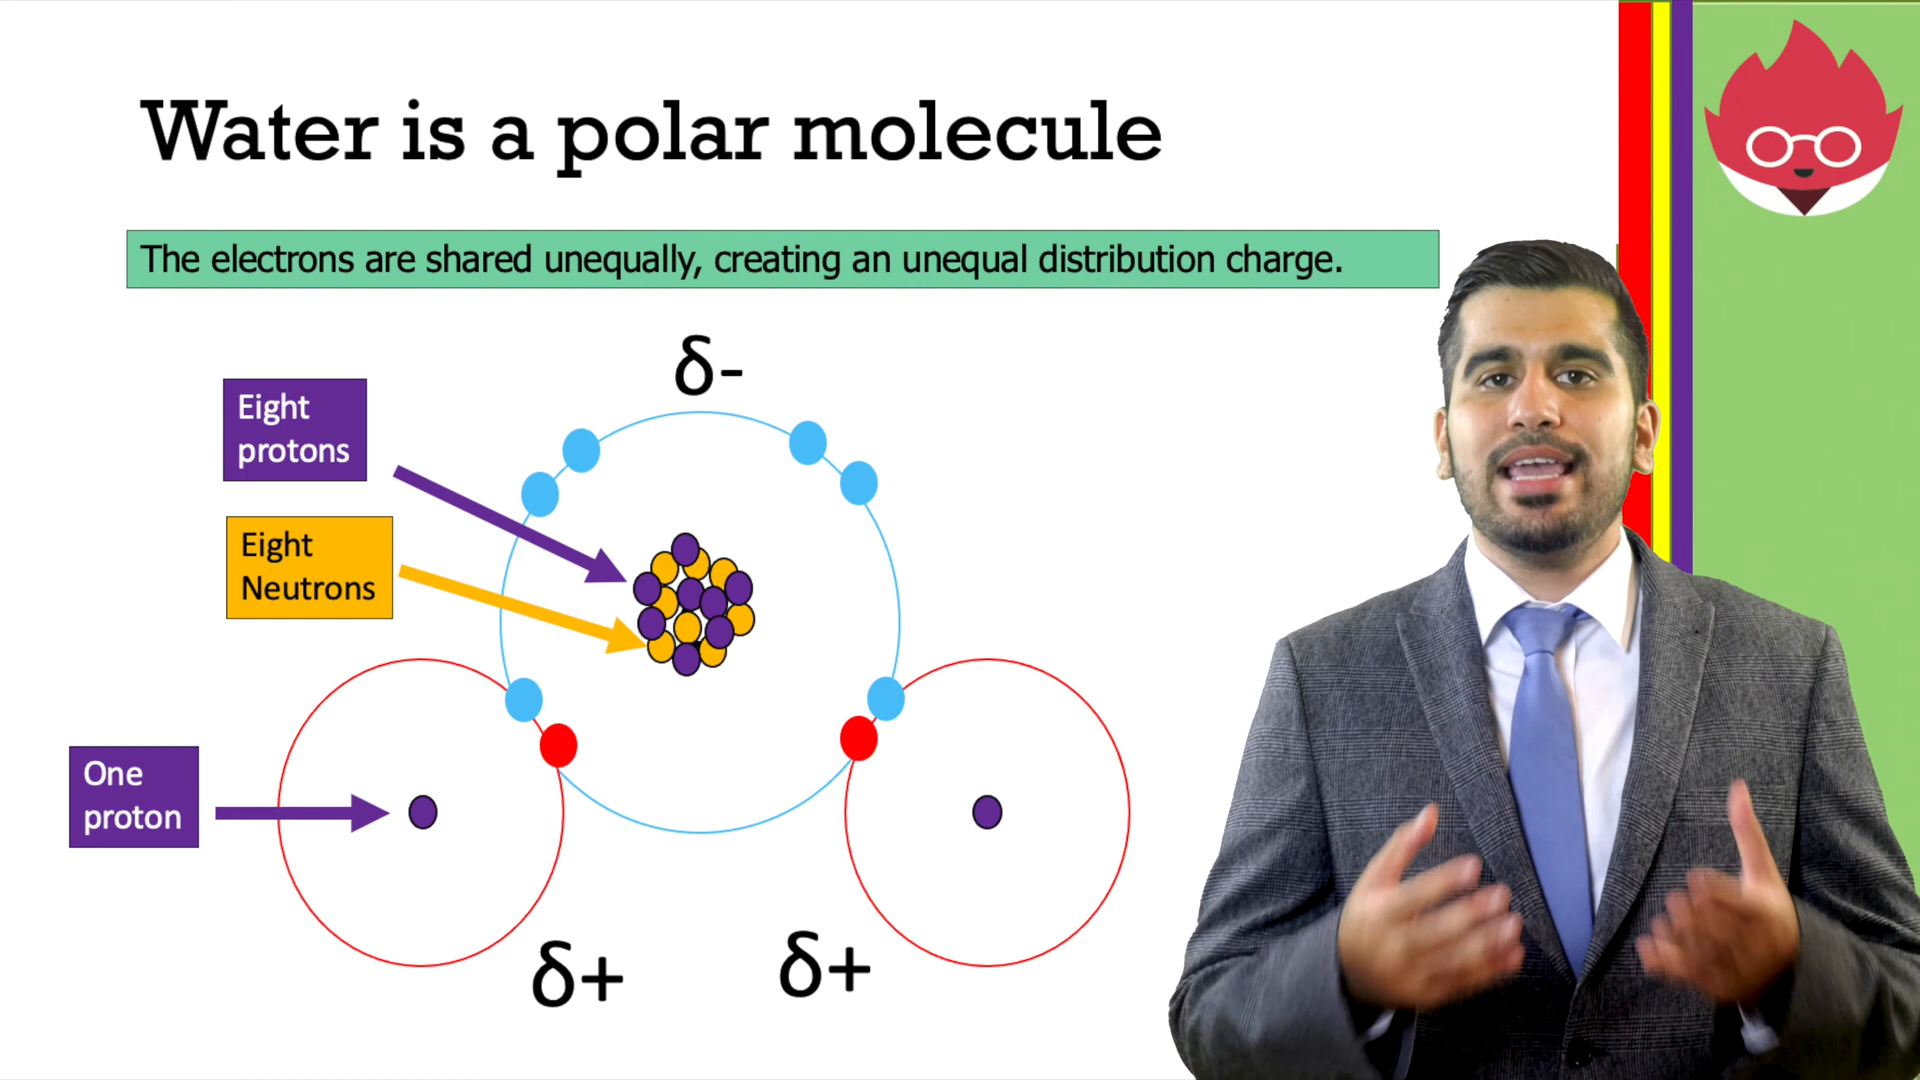 Water is a polar molecule
The electrons are shared unequally, creating an unequal distribution charge.
δ-
Eight
protons
Eight
Neutrons
One
proton
δ+
δ+